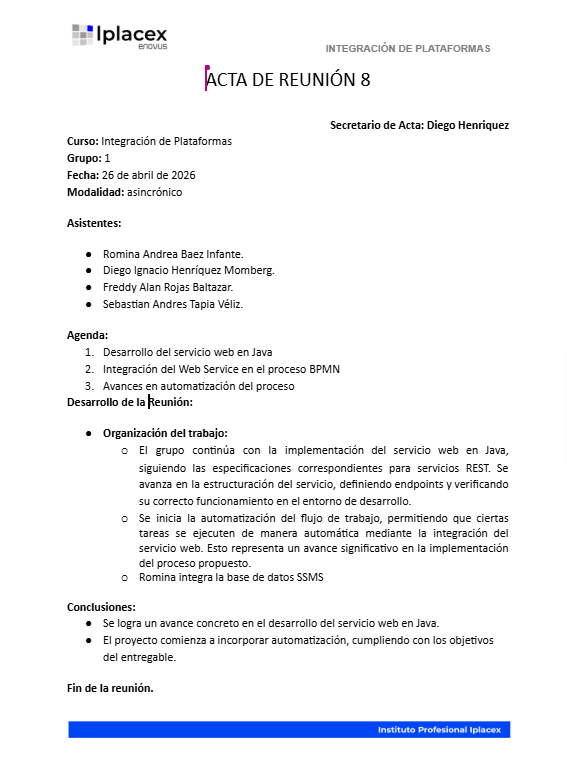 Iplacex
enovus
INTEGRACIÓN DE PLATAFORMAS
ACTA DE REUNIÓN 8
Secretario de Acta: Diego Henriquez
Curso: Integración de Plataformas
Grupo: 1
Fecha: 26 de abril de 2026
Modalidad: asincrónico
Asistentes:
● Romina Andrea Baez Infante.
● Diego Ignacio Henríquez Momberg.
● Freddy Alan Rojas Baltazar.
● Sebastian Andres Tapia Véliz.
Agenda:
1. Desarrollo del servicio web en Java
2. Integración del Web Service en el proceso BPMN
3. Avances en automatización del proceso
Desarrollo de la Reunión:
● Organización del trabajo:
○ El grupo continúa con la implementación del servicio web en Java,
siguiendo las especificaciones correspondientes para servicios REST. Se
avanza en la estructuración del servicio, definiendo endpoints y verificando
su correcto funcionamiento en el entorno de desarrollo.
○ Se inicia la automatización del flujo de trabajo, permitiendo que ciertas
tareas se ejecuten de manera automática mediante la integración del
servicio web. Esto representa un avance significativo en la implementación
del proceso propuesto.
○ Romina integra la base de datos SSMS
Conclusiones:
● Se logra un avance concreto en el desarrollo del servicio web en Java.
● El proyecto comienza a incorporar automatización, cumpliendo con los objetivos
del entregable.
Fin de la reunión.
Instituto Profesional Iplacex